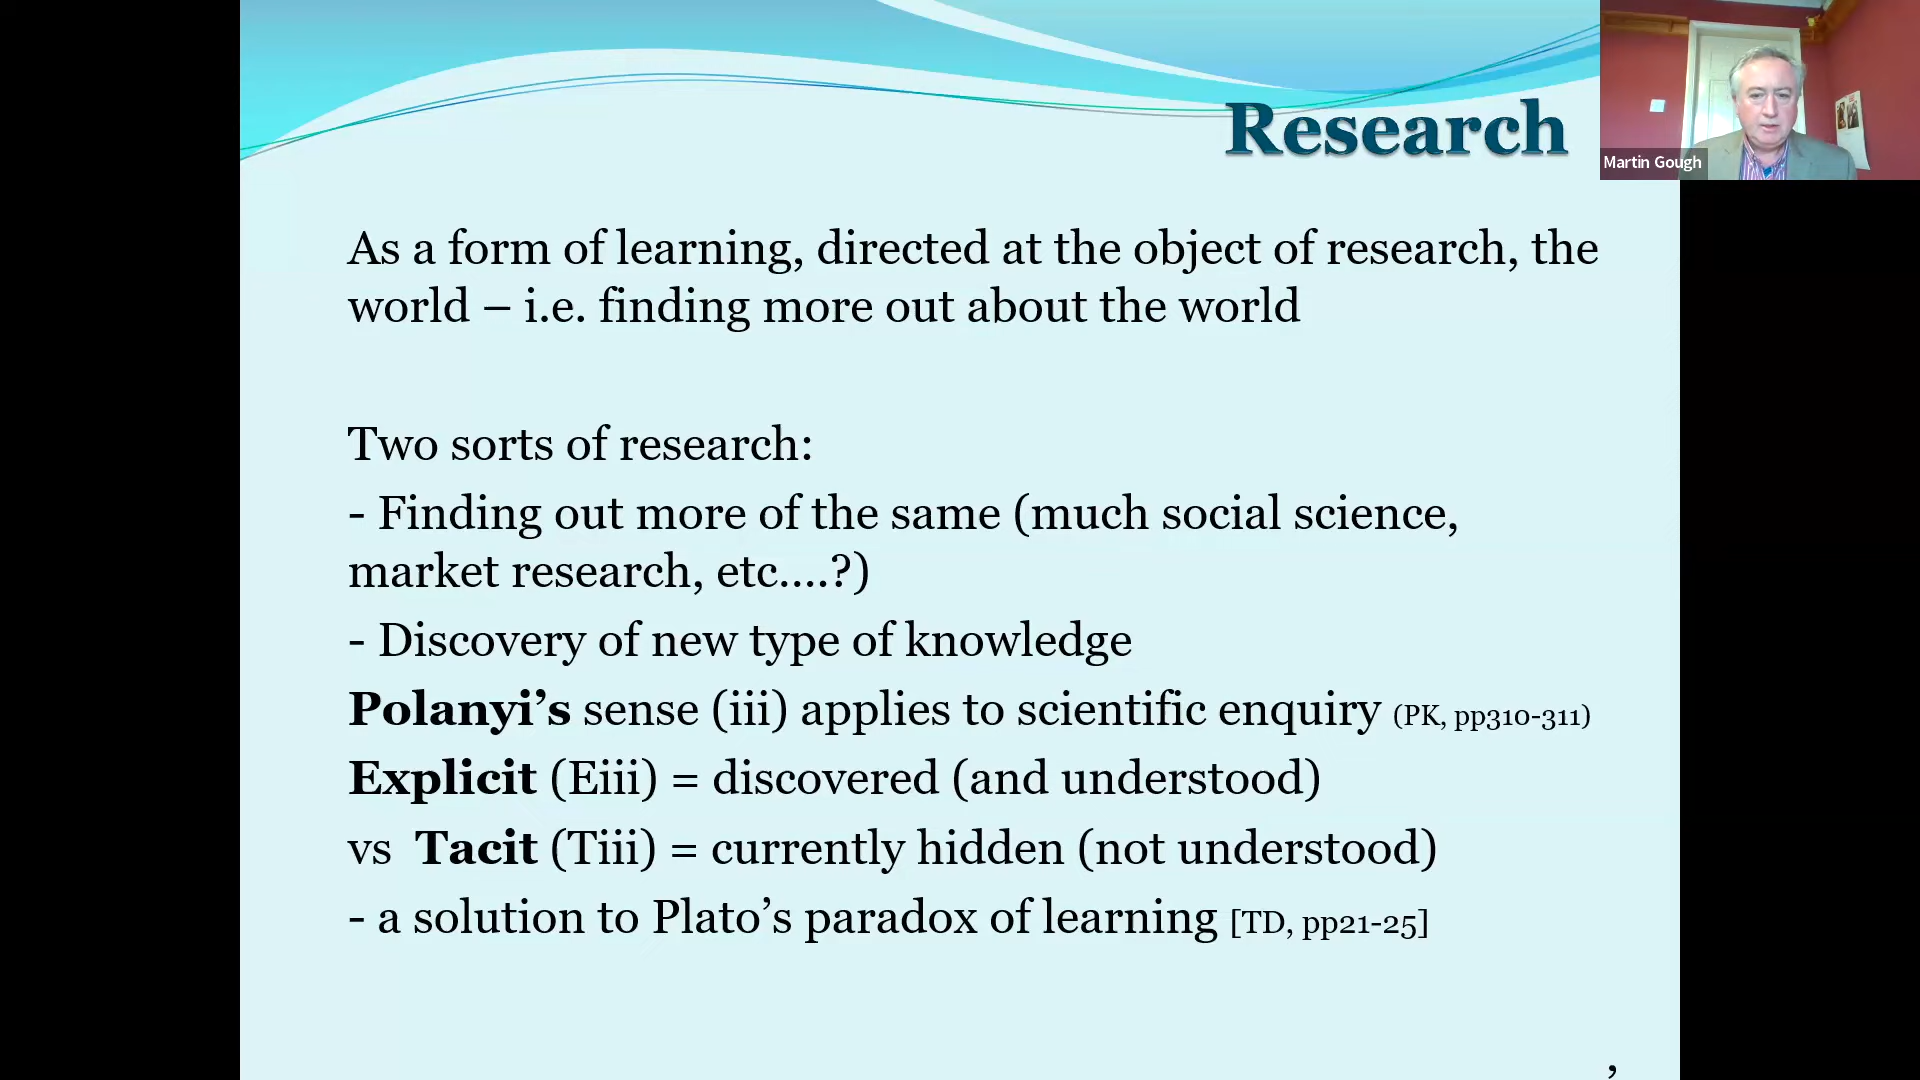 Research
Martin Gough
As a form of learning, directed at the object of research, the
world – i.e. finding more out about the world
Two sorts of research:
- Finding out more of the same (much social science,
market research, etc….?)
- Discovery of new type of knowledge
Polanyi’s sense (iii) applies to scientific enquiry (PK, pp310-311)
Explicit (Eiii) = discovered (and understood)
vs  Tacit (Tiii) = currently hidden (not understood)
- a solution to Plato’s paradox of learning [TD, pp21-25]
,